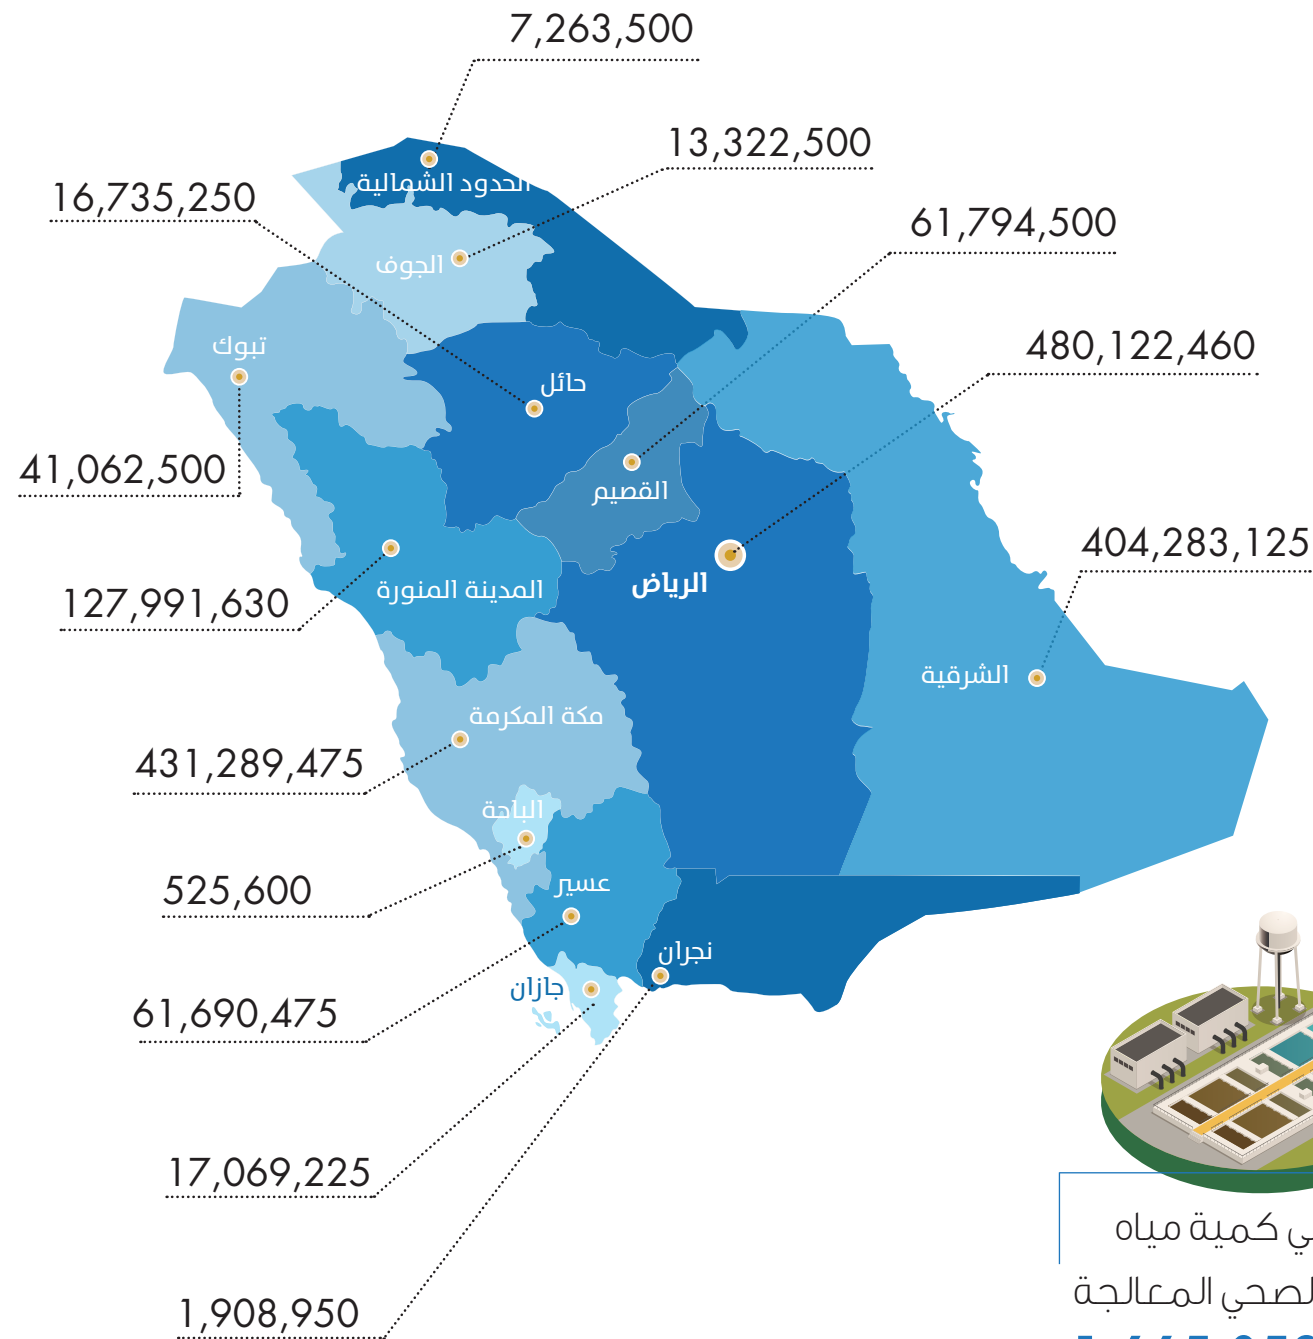 7,263,500
13,322,500
الحدود الشمالية
16,735,250
61,794,500
الجوف
تبوك
480,122,460
حائل
41,062,500
القصيم
404,283,125
الرياض
المدينة المنورة
127,991,630
الشرقية
مكة المكرمة
431,289,475
الباحة
525,600
عسير
نجران
جازان
61,690,475
17,069,225
كمية مياه
المعالجة
1,908,950